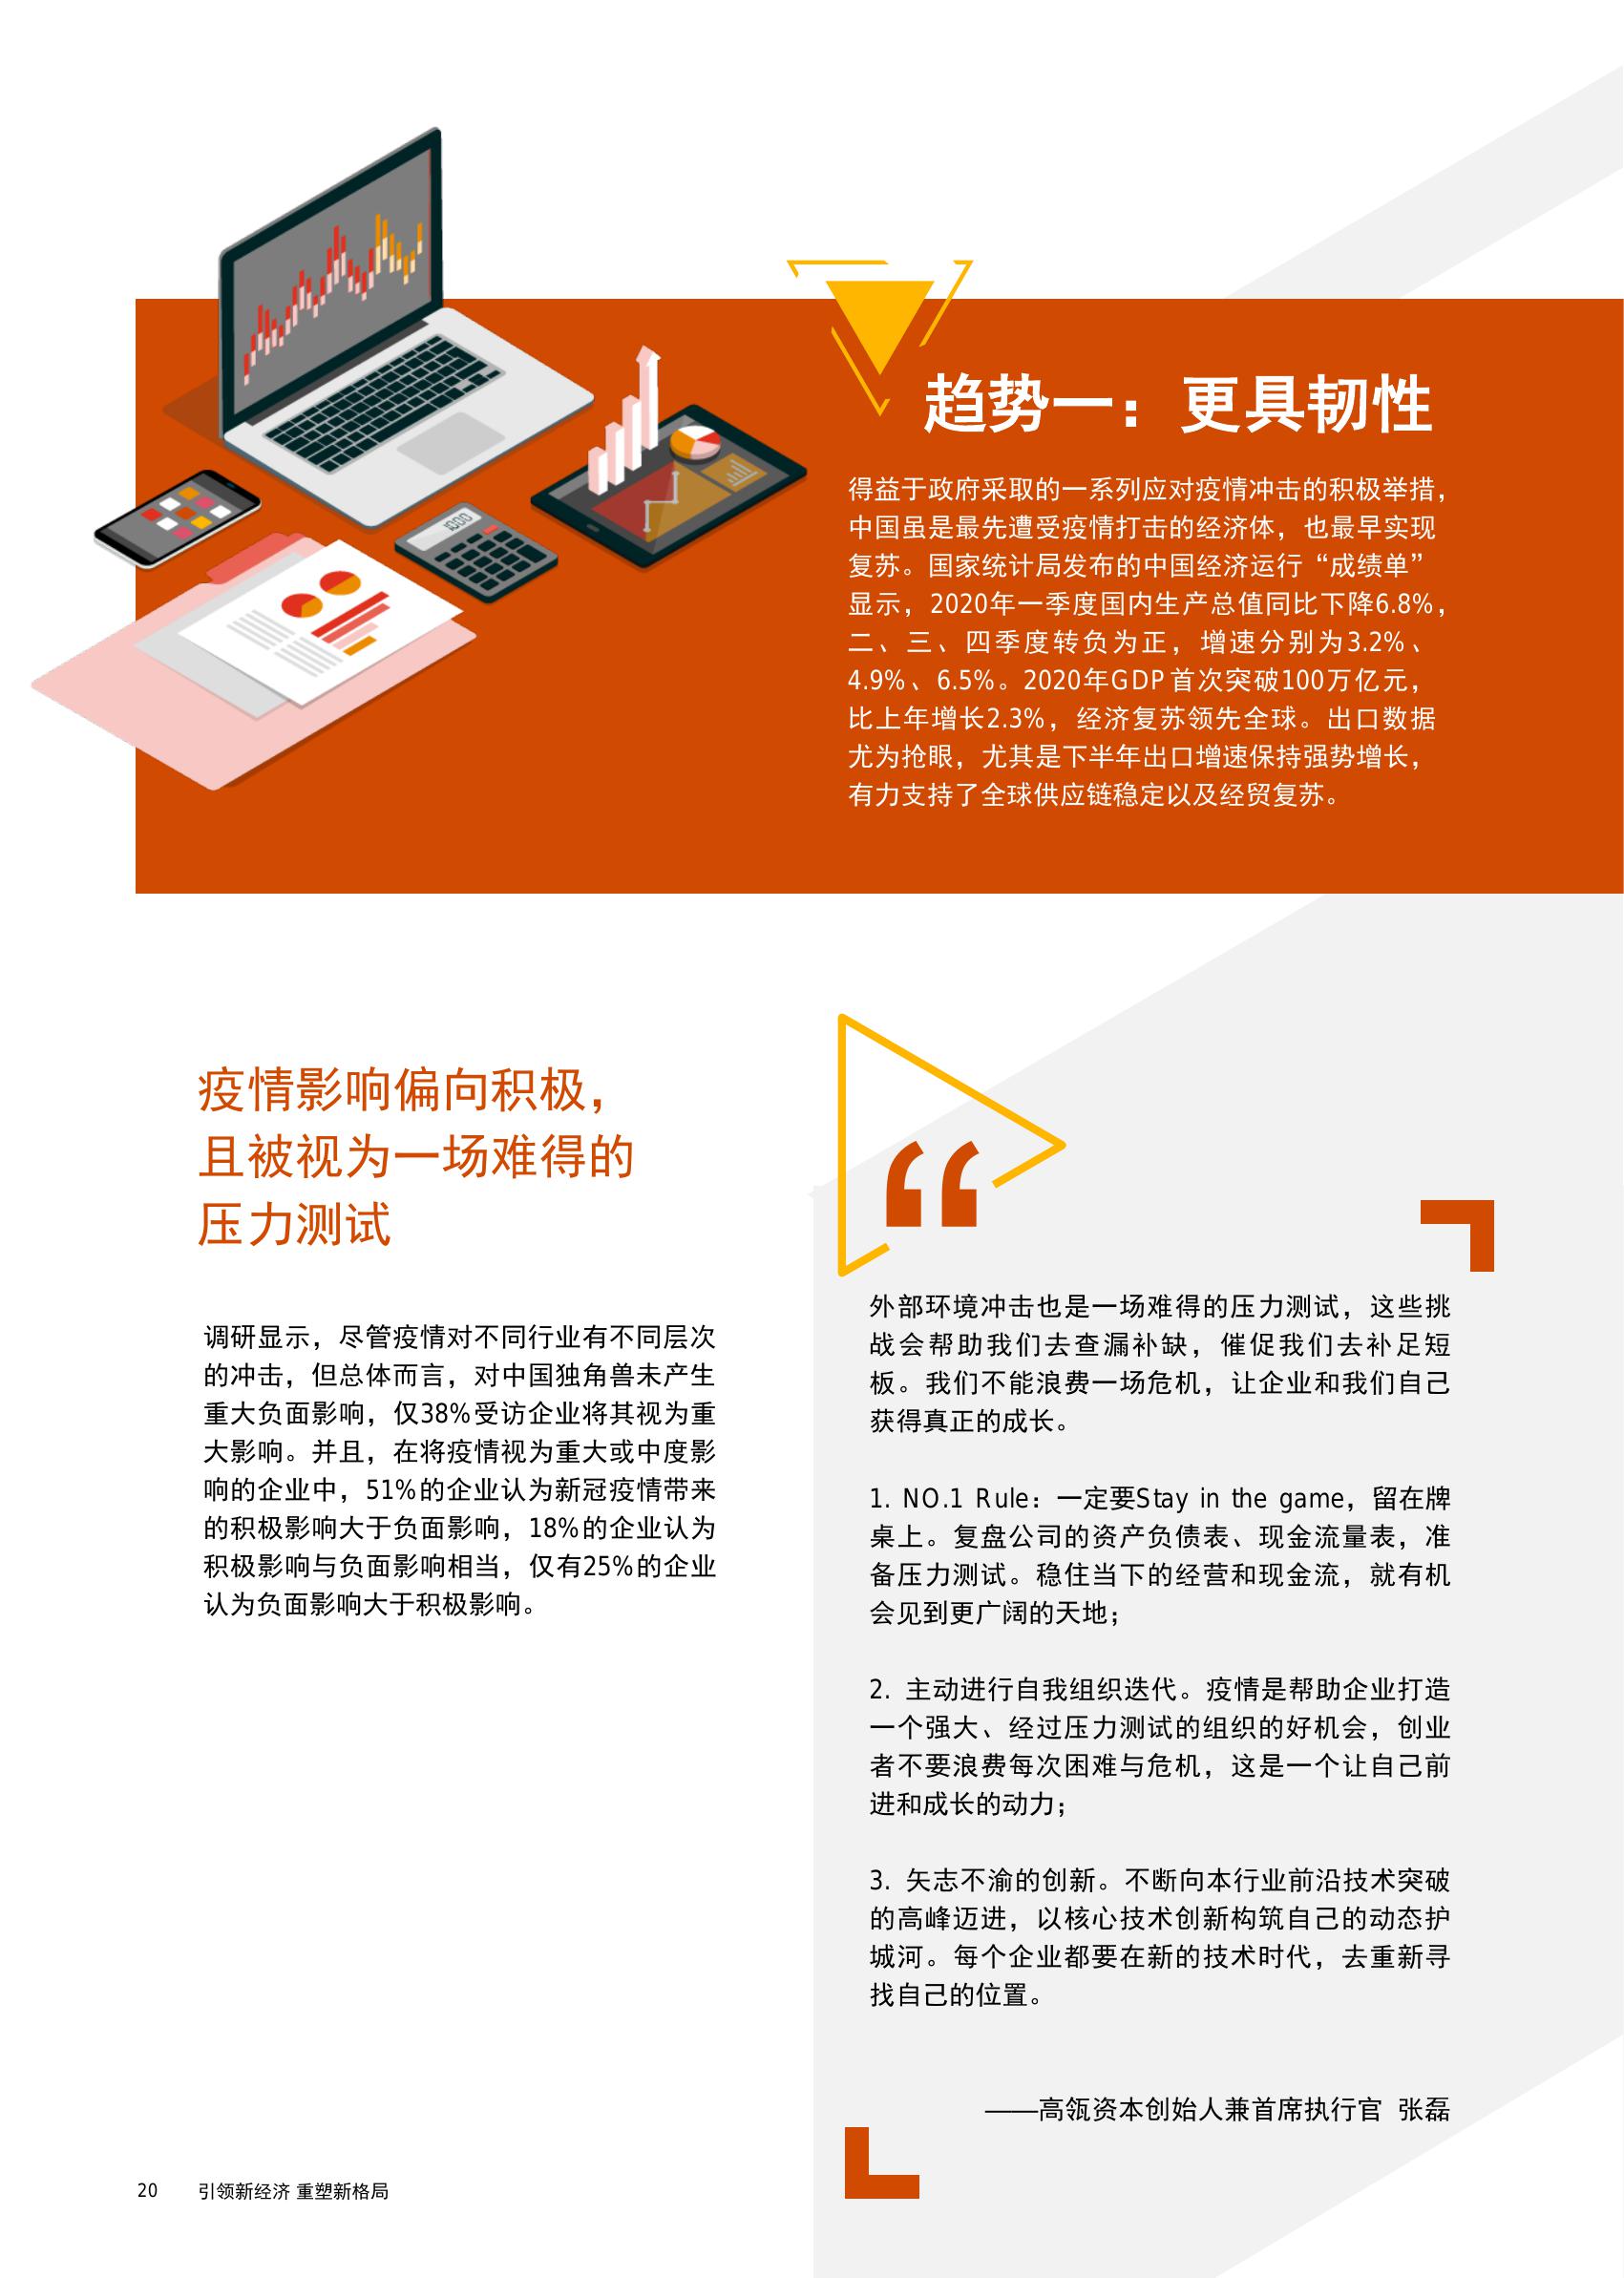 趋势一：更具韧性
得益于政府采取的一系列应对疫情冲击的积极举措，
中国虽是最先遭受疫情打击的经济体，也最早实现
复苏。国家统计局发布的中国经济运行“成绩单”
显示，2020年一季度国内生产总值同比下降6.8%，
二、三、四季度转负为正，增速分别为3.2%、
4.9%、6.5%。2020年GDP首次突破100万亿元，
比上年增长2.3%，经济复苏领先全球。出口数据
尤为抢眼，尤其是下半年出口增速保持强势增长，
有力支持了全球供应链稳定以及经贸复苏。
1000
疫情影响偏向积极，
且被视为一场难得的
压力测试
调研显示，尽管疫情对不同行业有不同层次
的冲击，但总体而言，对中国独角兽未产生
重大负面影响，仅38%受访企业将其视为重
大影响。并且，在将疫情视为重大或中度影
响的企业中，51%的企业认为新冠疫情带来
的积极影响大于负面影响，18%的企业认为
积极影响与负面影响相当，仅有25%的企业
认为负面影响大于积极影响。
“
外部环境冲击也是一场难得的压力测试，这些挑
战会帮助我们去查漏补缺，催促我们去补足短
板。我们不能浪费一场危机，让企业和我们自己
获得真正的成长。
1. NO.1 Rule：一定要Stay in the game，留在牌
桌上。复盘公司的资产负债表、现金流量表，准
备压力测试。稳住当下的经营和现金流，就有机
会见到更广阔的天地；
2. 主动进行自我组织迭代。疫情是帮助企业打造
一个强大、经过压力测试的组织的好机会，创业
者不要浪费每次困难与危机，这是一个让自己前
进和成长的动力；
3. 矢志不渝的创新。不断向本行业前沿技术突破
的高峰迈进，以核心技术创新构筑自己的动态护
城河。每个企业都要在新的技术时代，去重新寻
找自己的位置。
——高瓴资本创始人兼首席执行官 张磊
20 引领新经济 重塑新格局